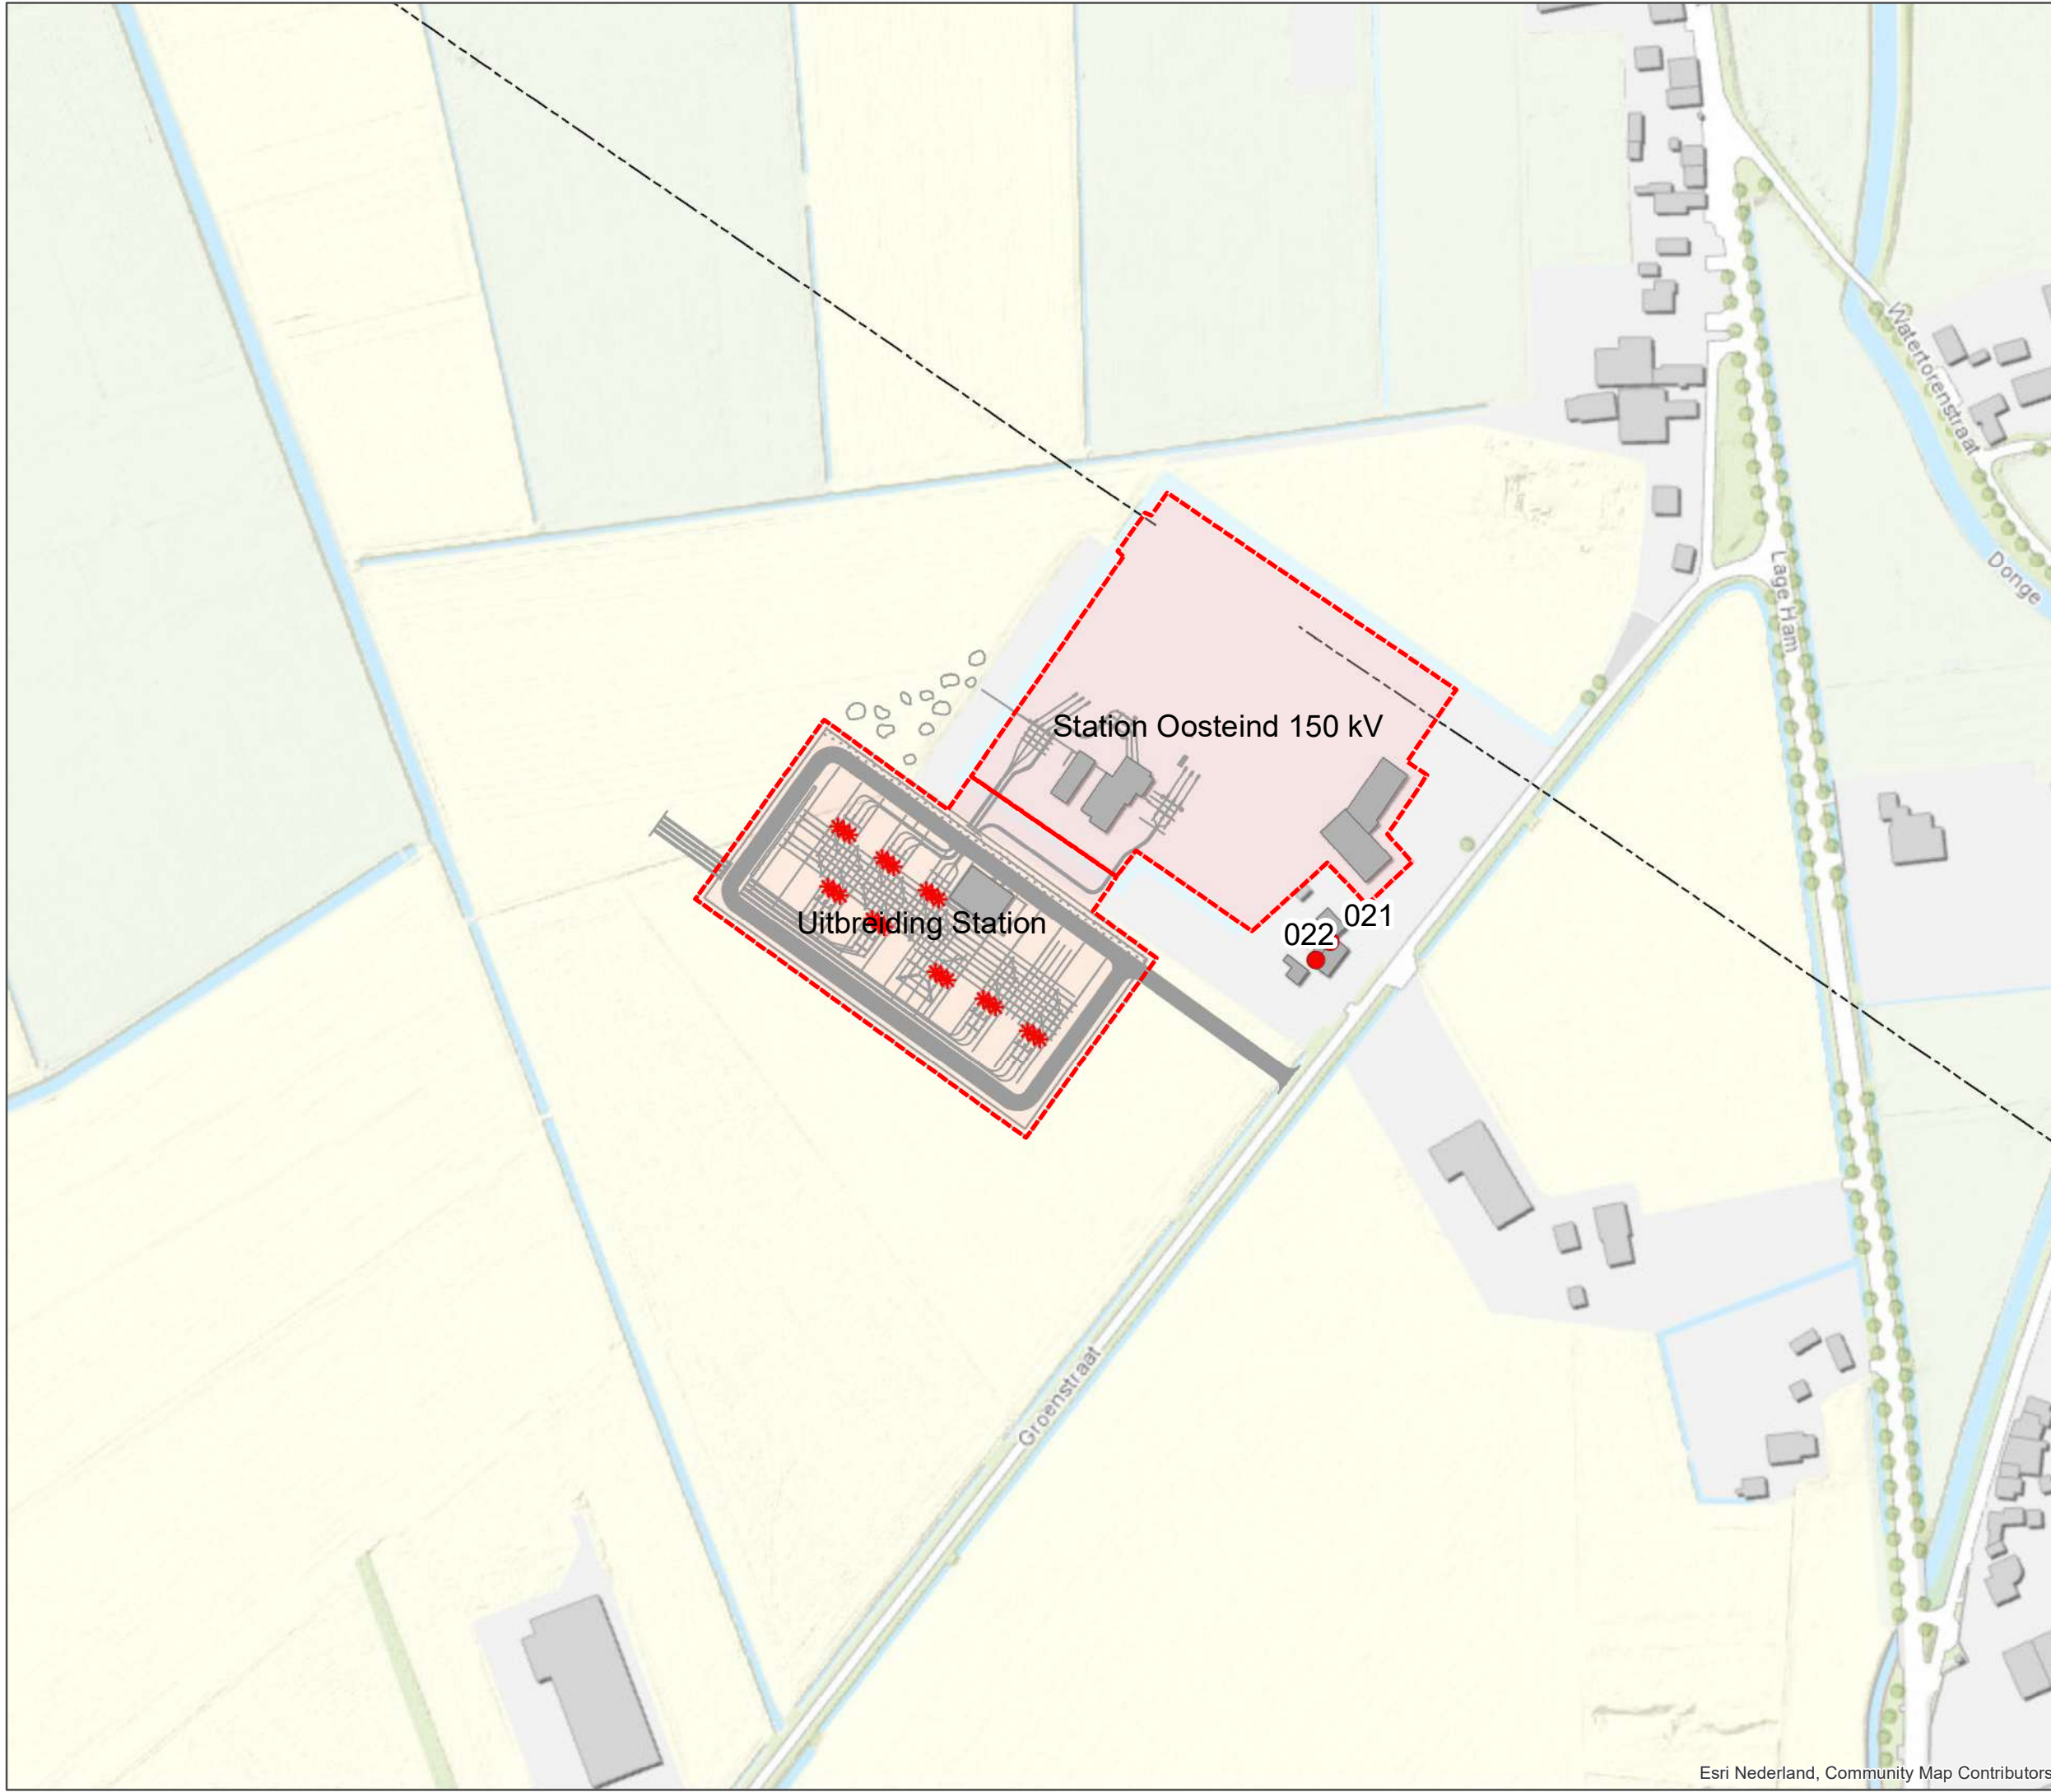 Watertorenstraat
Donge
Lage Ham
Station Oosteind 150 kV
021
022
Uitbreiding Station
Groenstraat
Esri Nederland, Community Map Contributors